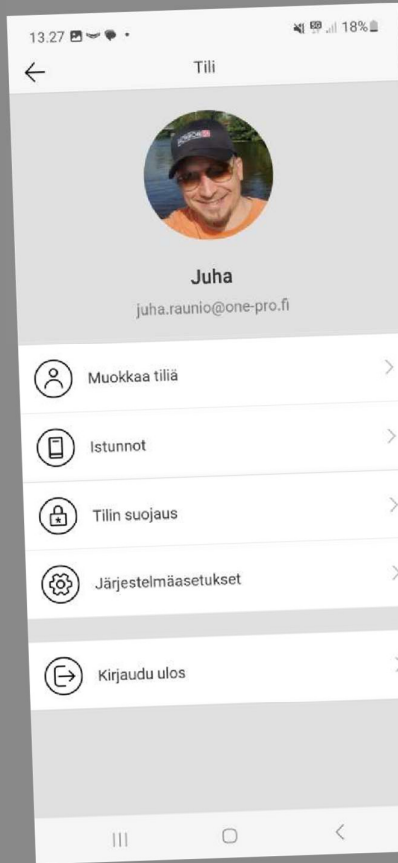 13.27
18%
Tili
Juha
juha.raunio@one-pro.fi
Muokkaa tiliä
Istunnot
Tilin suojaus
Järjestelmäasetukset
Kirjaudu ulos